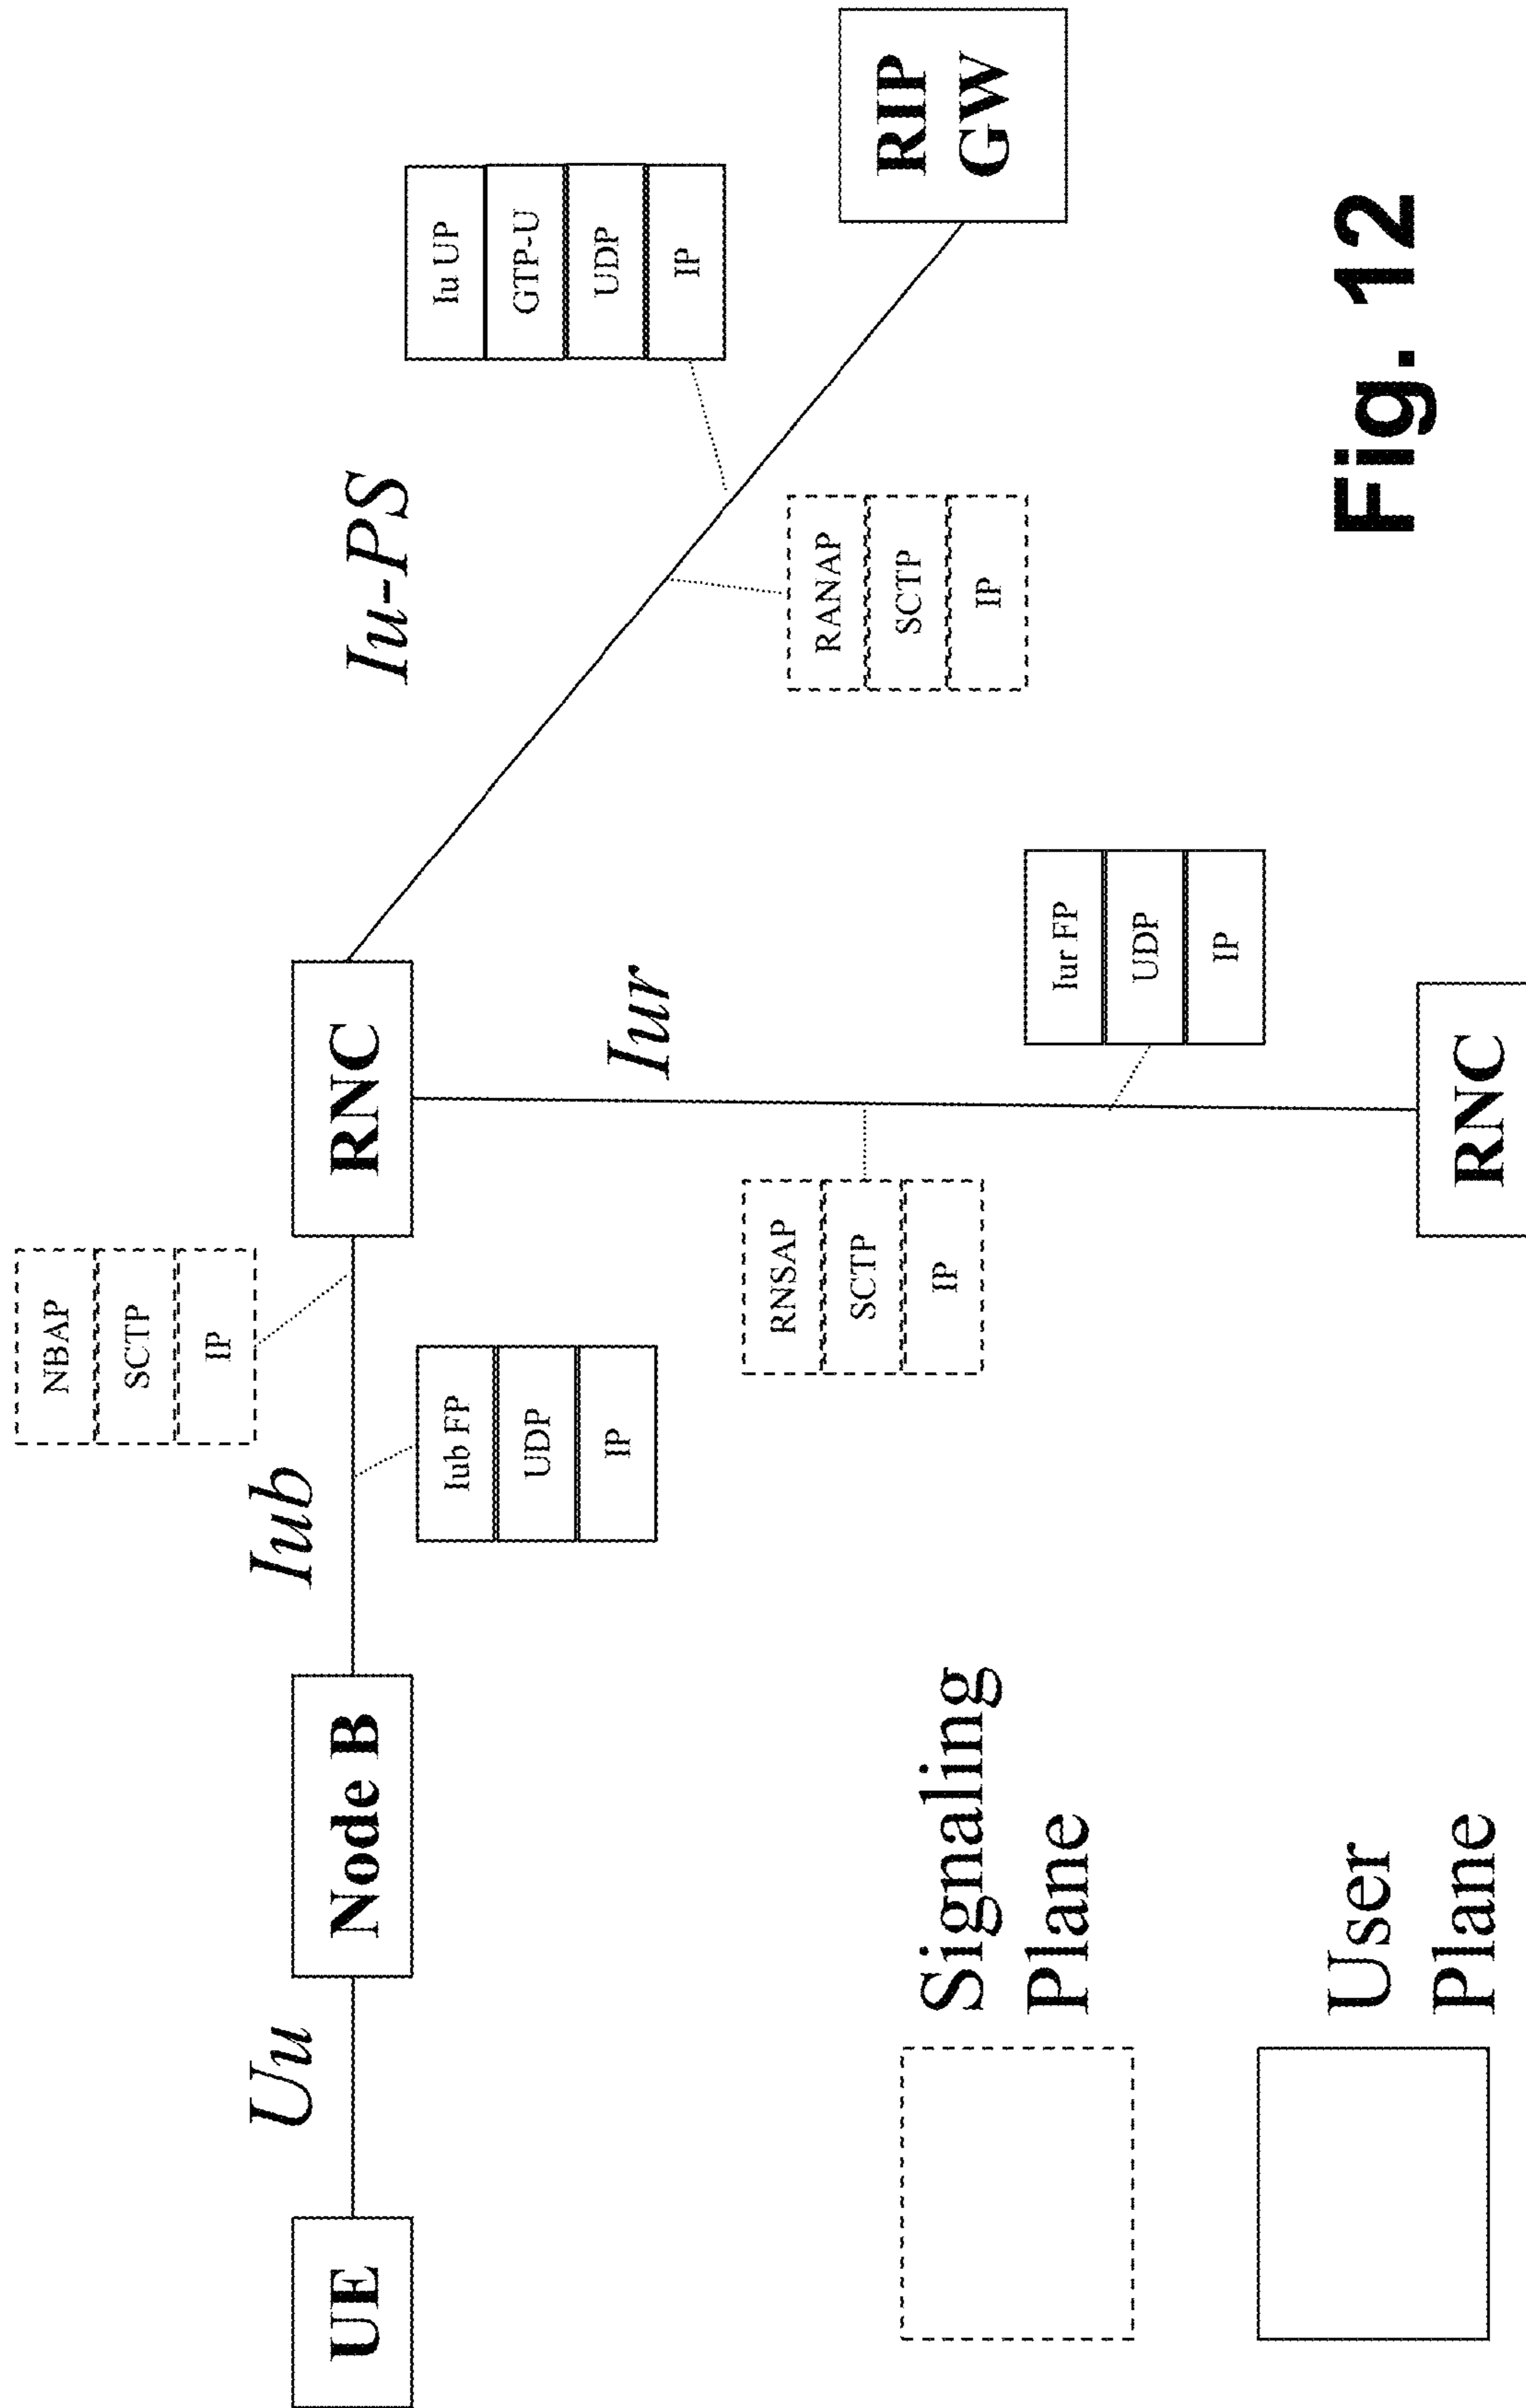 NBAP
SCTP
IP
Uu
Iub
Iu-PS
UE
Node B
RNC
Iub FP
UDP
IP
Iu UP
GTP-U
UDP
IP
Iur
RNSAP
SCTP
IP
RANAP
SCTP
IP
RIP
GW
Iur FP
UDP
IP
Signaling
Plane
User
Plane
RNC
Fig. 12